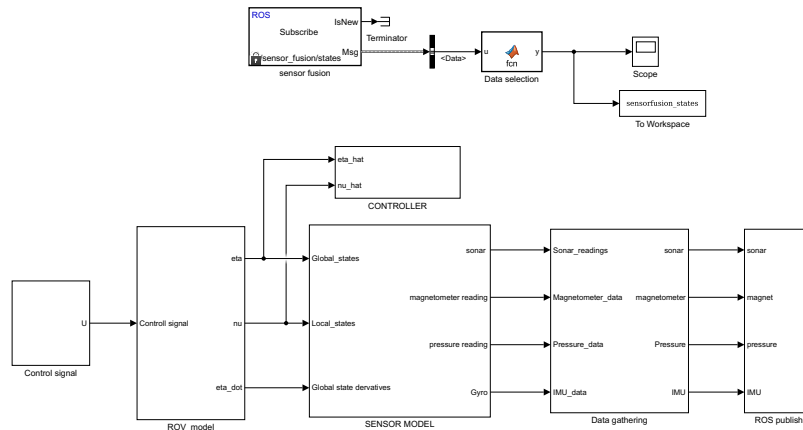 ROS
IsNew
Subscribe
Terminator
Msg
/sensor_fusion/states
sensor fusion
<Data>
u
fcn
y
Data selection
Scope
sensorfusion_states
To Workspace
eta_hat
nu_hat
CONTROLLER
U
Control signal
Controll signal
eta
nu
eta_dot
ROV_model
Global_states
Local_states
Global state dervatives
sonar
magnetometer reading
pressure reading
Gyro
SENSOR MODEL
Sonar_readings
Magnetometer_data
Pressure_data
IMU_data
sonar
magnetometer
Pressure
IMU
Data gathering
sonar
magnet
pressure
IMU
ROS publish